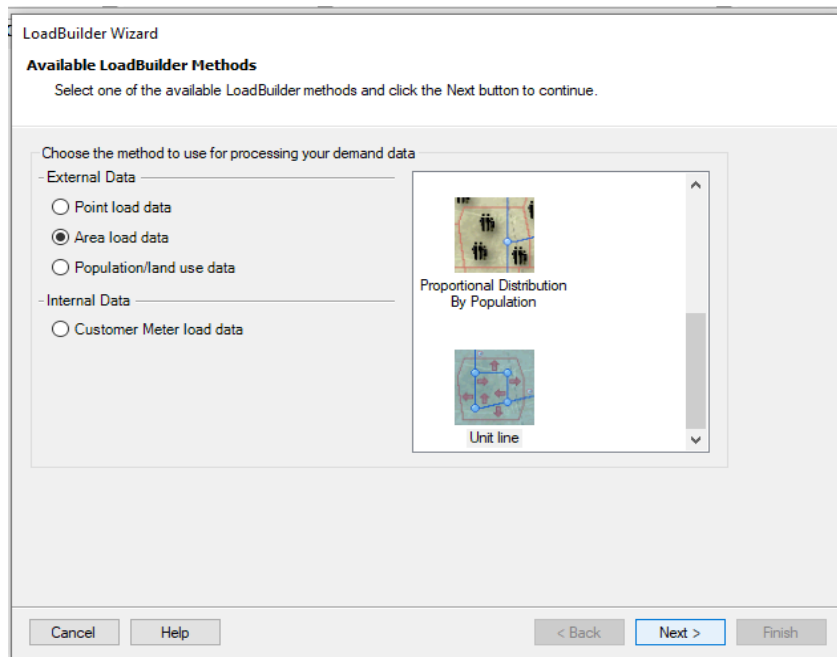 LoadBuilder Wizard
Available LoadBuilder Methods
Select one of the available LoadBuilder methods and click the Next button to continue.
Choose the method to use for processing your demand data
External Data
Point load data
Area load data
Population/land use data
Internal Data
Customer Meter load data
Proportional Distribution
By Population
Unit line
Cancel
Help
< Back
Next >
Finish